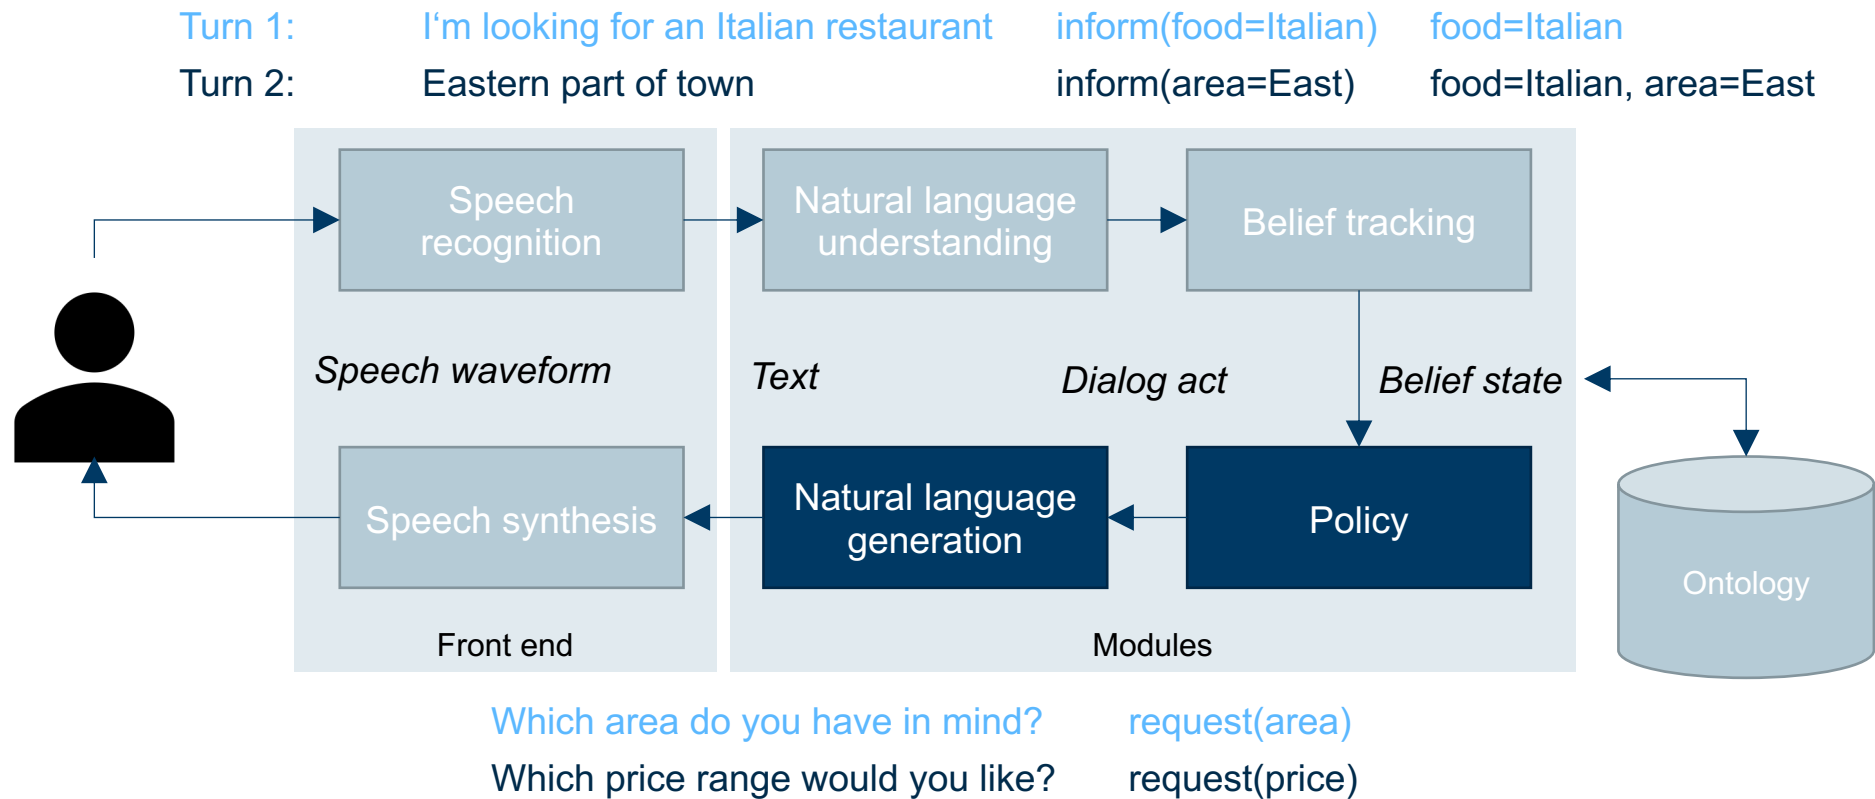 Turn 1: I‘m looking for an Italian restaurant inform(food=Italian) food=Italian
Turn 2: Eastern part of town inform(area=East) food=Italian, area=East
Speech
recognition
Natural language
understanding
Belief tracking
Speech waveform
Text
Dialog act
Belief state
Speech synthesis
Natural language
generation
Policy
Ontology
Front end
Modules
Which area do you have in mind? request(area)
Which price range would you like? request(price)